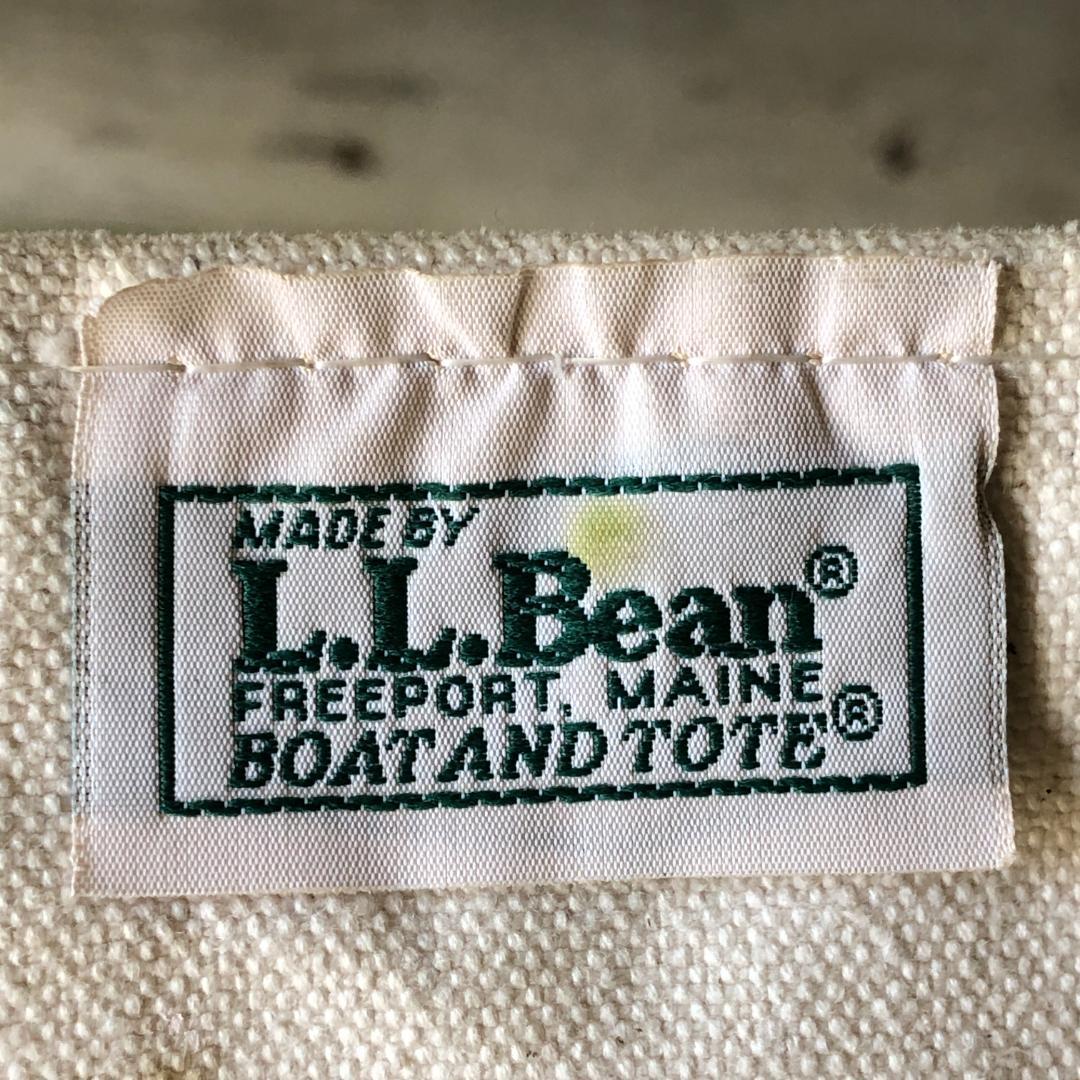 MADE BY
L.L.Bean®
FREEPORT, MAINE
BOAT AND TOTE®